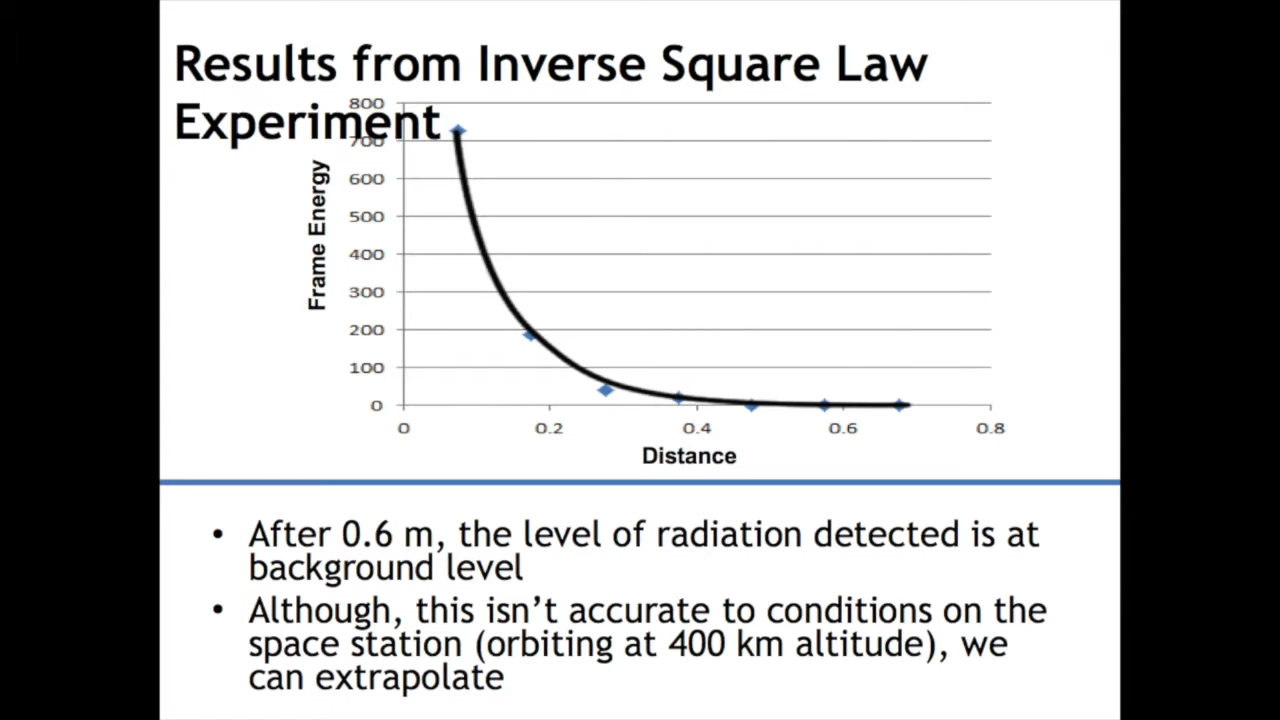 Results from Inverse Square Law
Experiment
800
700
600
500
400
300
200
100
0
Frame Energy
0 0.2 0.4 0.6 0.8
Distance
• After 0.6 m, the level of radiation detected is at
background level
• Although, this isn't accurate to conditions on the
space station (orbiting at 400 km altitude), we
can extrapolate